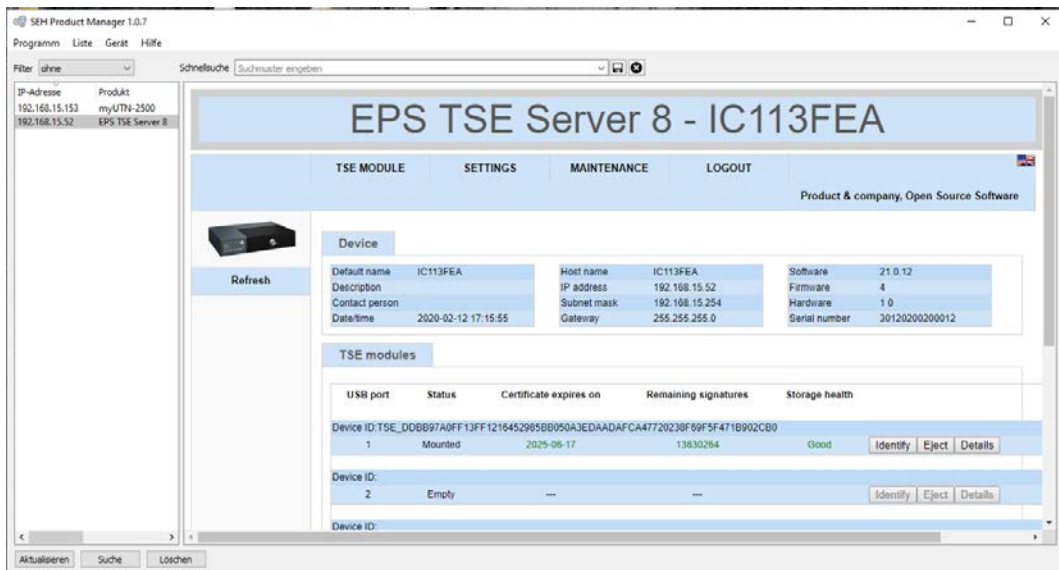 SEH Product Manager 1.0.7
Programm Liste Gerät Hilfe
Filter ohne Schnellsuche Suchmuster eingeben
IP-Adresse Produkt
192.168.15.153 myUTN-2500
192.168.15.52 EPS TSE Server 8
EPS TSE Server 8 - IC113FEA
TSE MODULE SETTINGS MAINTENANCE LOGOUT
Product & company, Open Source Software
Refresh
Device
Default name IC113FEA Host name IC113FEA Software 21.0.12
Description IP address 192.168.15.52 Firmware 4
Contact person Subnet mask 192.168.15.254 Hardware 1 0
Date/time 2020-02-12 17:15:55 Gateway 255.255.255.0 Serial number 30120200200012
TSE modules
USB port Status Certificate expires on Remaining signatures Storage health
Device ID:TSE_DDBB97A0FF13FF1216452985BB050A3EDAADAFCA47720238F69F5F471B902CB0
1 Mounted 2025-06-17 13630264 Good Identify Eject Details
Device ID:
2 Empty --- --- Identify Eject Details
Device ID:
Aktualisieren Suche Löschen